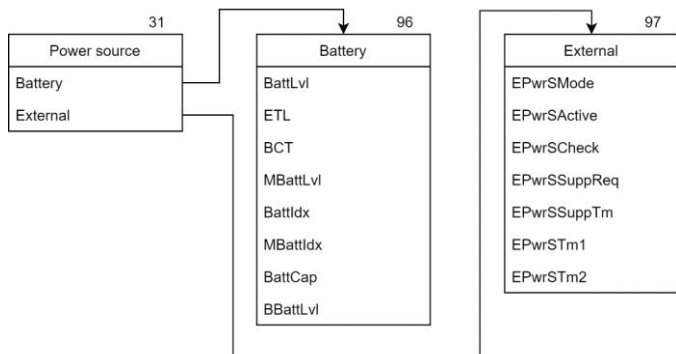 31
Power source
Battery
External
96
Battery
BattLvl
ETL
BCT
MBattLvl
BattIdx
MBattIdx
BattCap
BBattLvl
97
External
EPwrSMode
EPwrSActive
EPwrSCheck
EPwrSSuppReq
EPwrSSuppTm
EPwrSTm1
EPwrSTm2